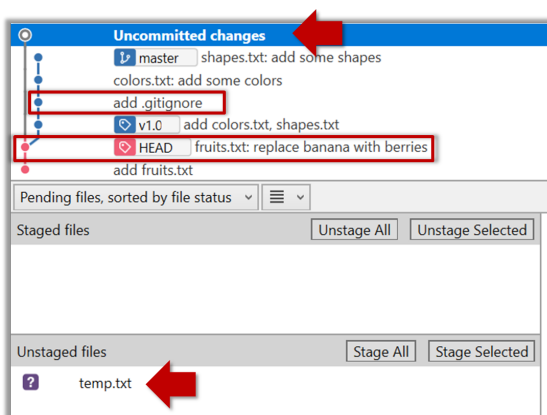 Uncommitted changes
master shapes.txt: add some shapes
colors.txt: add some colors
add .gitignore
v1.0 add colors.txt, shapes.txt
HEAD fruits.txt: replace banana with berries
add fruits.txt
Pending files, sorted by file status
Staged files Unstage All Unstage Selected
Unstaged files Stage All Stage Selected
? temp.txt